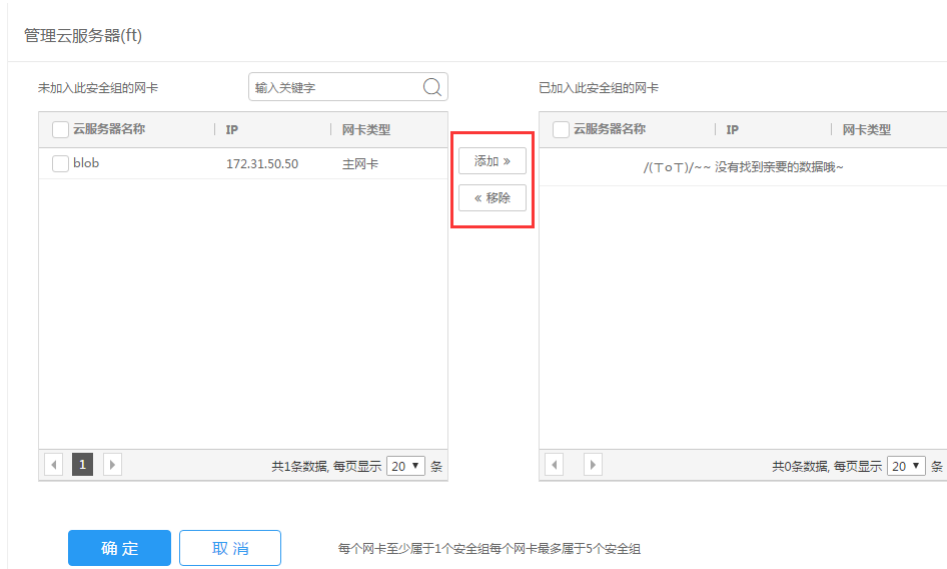 管理云服务器(ft)
未加入此安全组的网卡
输入关键字
已加入此安全组的网卡
云服务器名称 IP 网卡类型
云服务器名称 IP 网卡类型
blob 172.31.50.50 主网卡
添加 »
/(ㄒoㄒ)/~~ 没有找到亲要的数据哦~
« 移除
1 共1条数据, 每页显示 20 条
共0条数据, 每页显示 20 条
确定 取消 每个网卡至少属于1个安全组每个网卡最多属于5个安全组